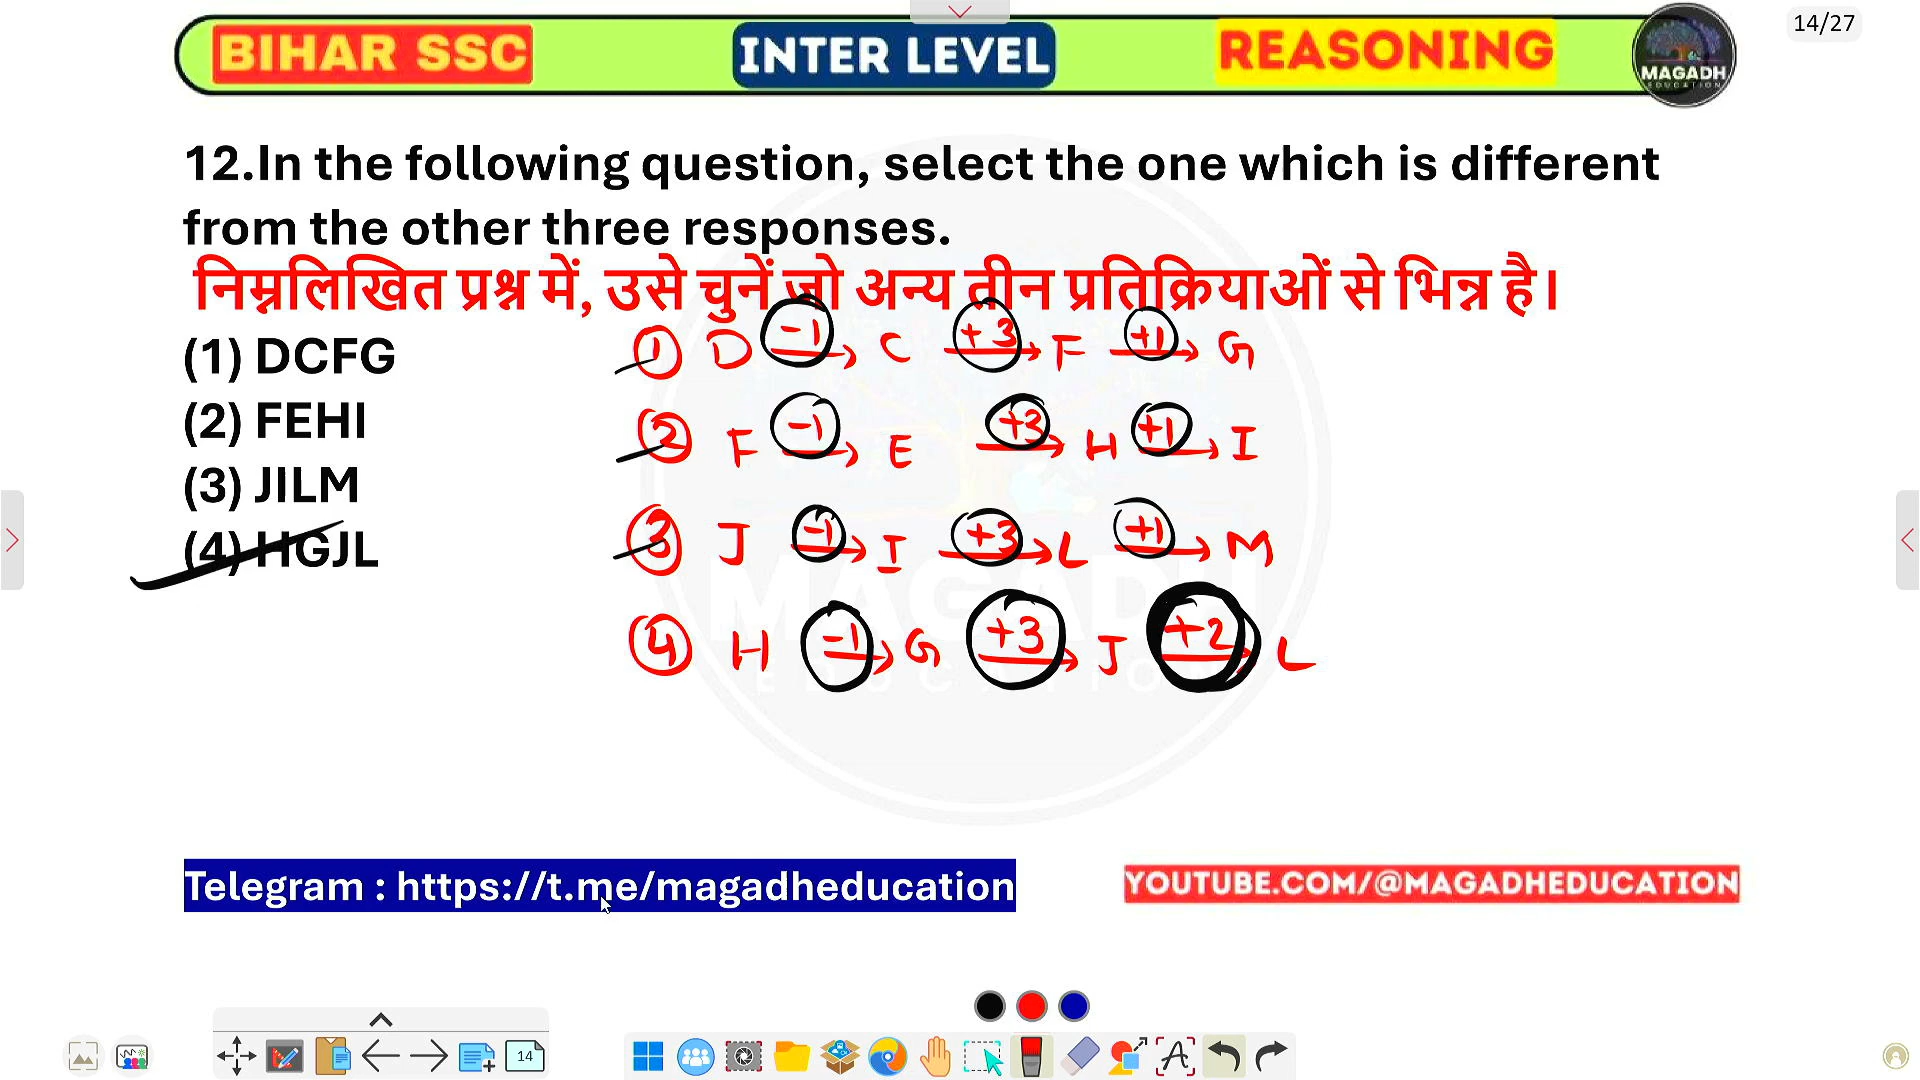 BIHAR SSC INTER LEVEL REASONING
MAGADH
EDUCATION
14/27
12.In the following question, select the one which is different
from the other three responses.
निम्नलिखित प्रश्न में, उसे चुनें जो अन्य तीन प्रतिक्रियाओं से भिन्न है।
(1) DCFG
(2) FEHI
(3) JILM
(4) HGJL
① D -1 → C +3 → F +1 → G
② F -1 → E +3 → H +1 → I
③ J -1 → I +3 → L +1 → M
④ H -1 → G +3 → J +2 → L
MAGADH
EDUCATION
Telegram : https://t.me/magadheducation
YOUTUBE.COM/@MAGADHEDUCATION
14